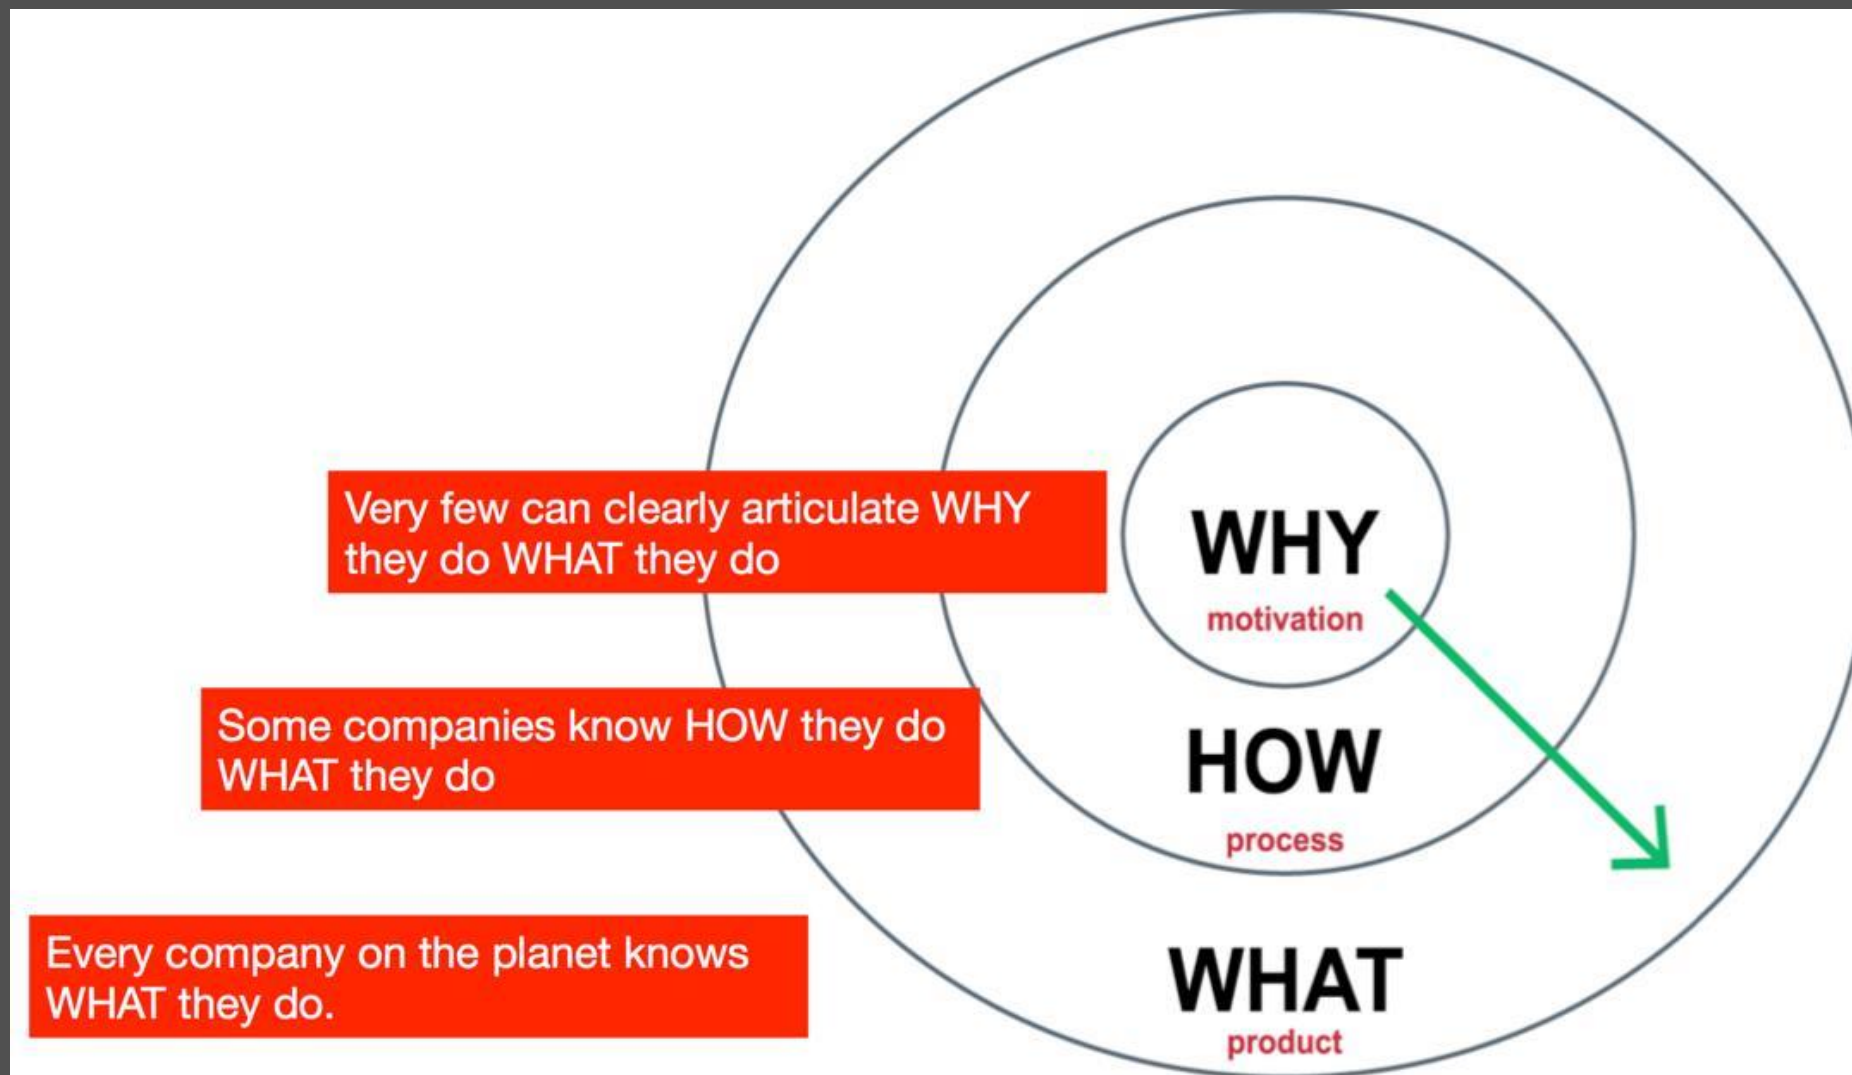 Very few can clearly articulate WHY
they do WHAT they do
WHY
motivation
Some companies know HOW they do
WHAT they do
HOW
process
Every company on the planet knows
WHAT they do.
WHAT
product